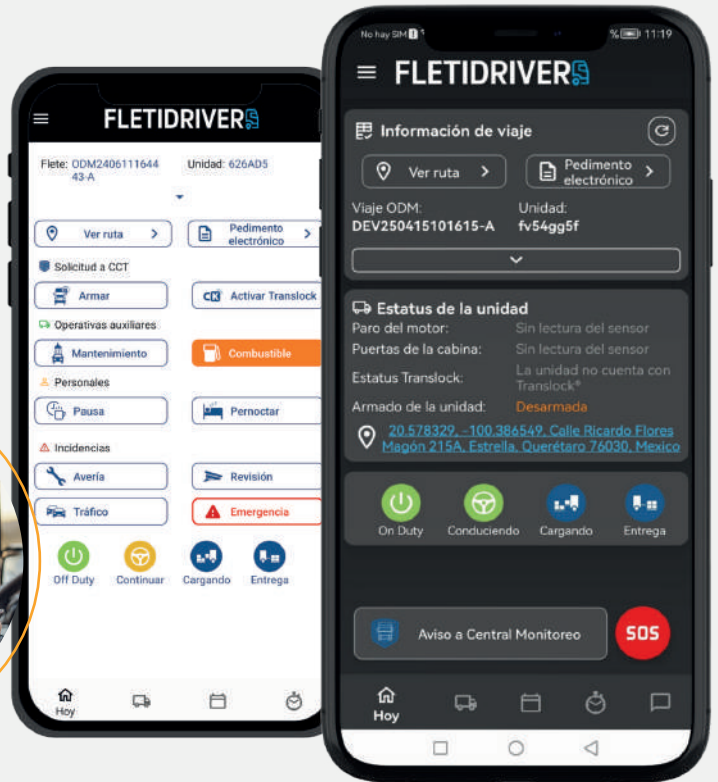 FLETIDRIVER
Flete: ODM2406111644
43-A
Unidad: 626AD5
Ver ruta
Pedimento
electrónico
Solicitud a CCT
Armar
Activar Translock
Operativas auxiliares
Mantenimiento
Combustible
Personales
Pausa
Pernoctar
Incidencias
Avería
Revisión
Tráfico
Emergencia
Off Duty
Continuar
Cargando
Entrega
Hoy
No hay SIM
11:19
FLETIDRIVER
Información de viaje
Ver ruta
Pedimento
electrónico
Viaje ODM:
Unidad:
DEV250415101615-A
fv54gg5f
Estatus de la unidad
Paro del motor:
Sin lectura del sensor
Puertas de la cabina:
Sin lectura del sensor
Estatus Translock:
La unidad no cuenta con
Translock®
Armado de la unidad:
Desarmada
20.578329, -100.386549, Calle Ricardo Flores
Magón 215A, Estrella, Querétaro 76030, Mexico
On Duty
Conduciendo
Cargando
Entrega
Aviso a Central Monitoreo
SOS
Hoy